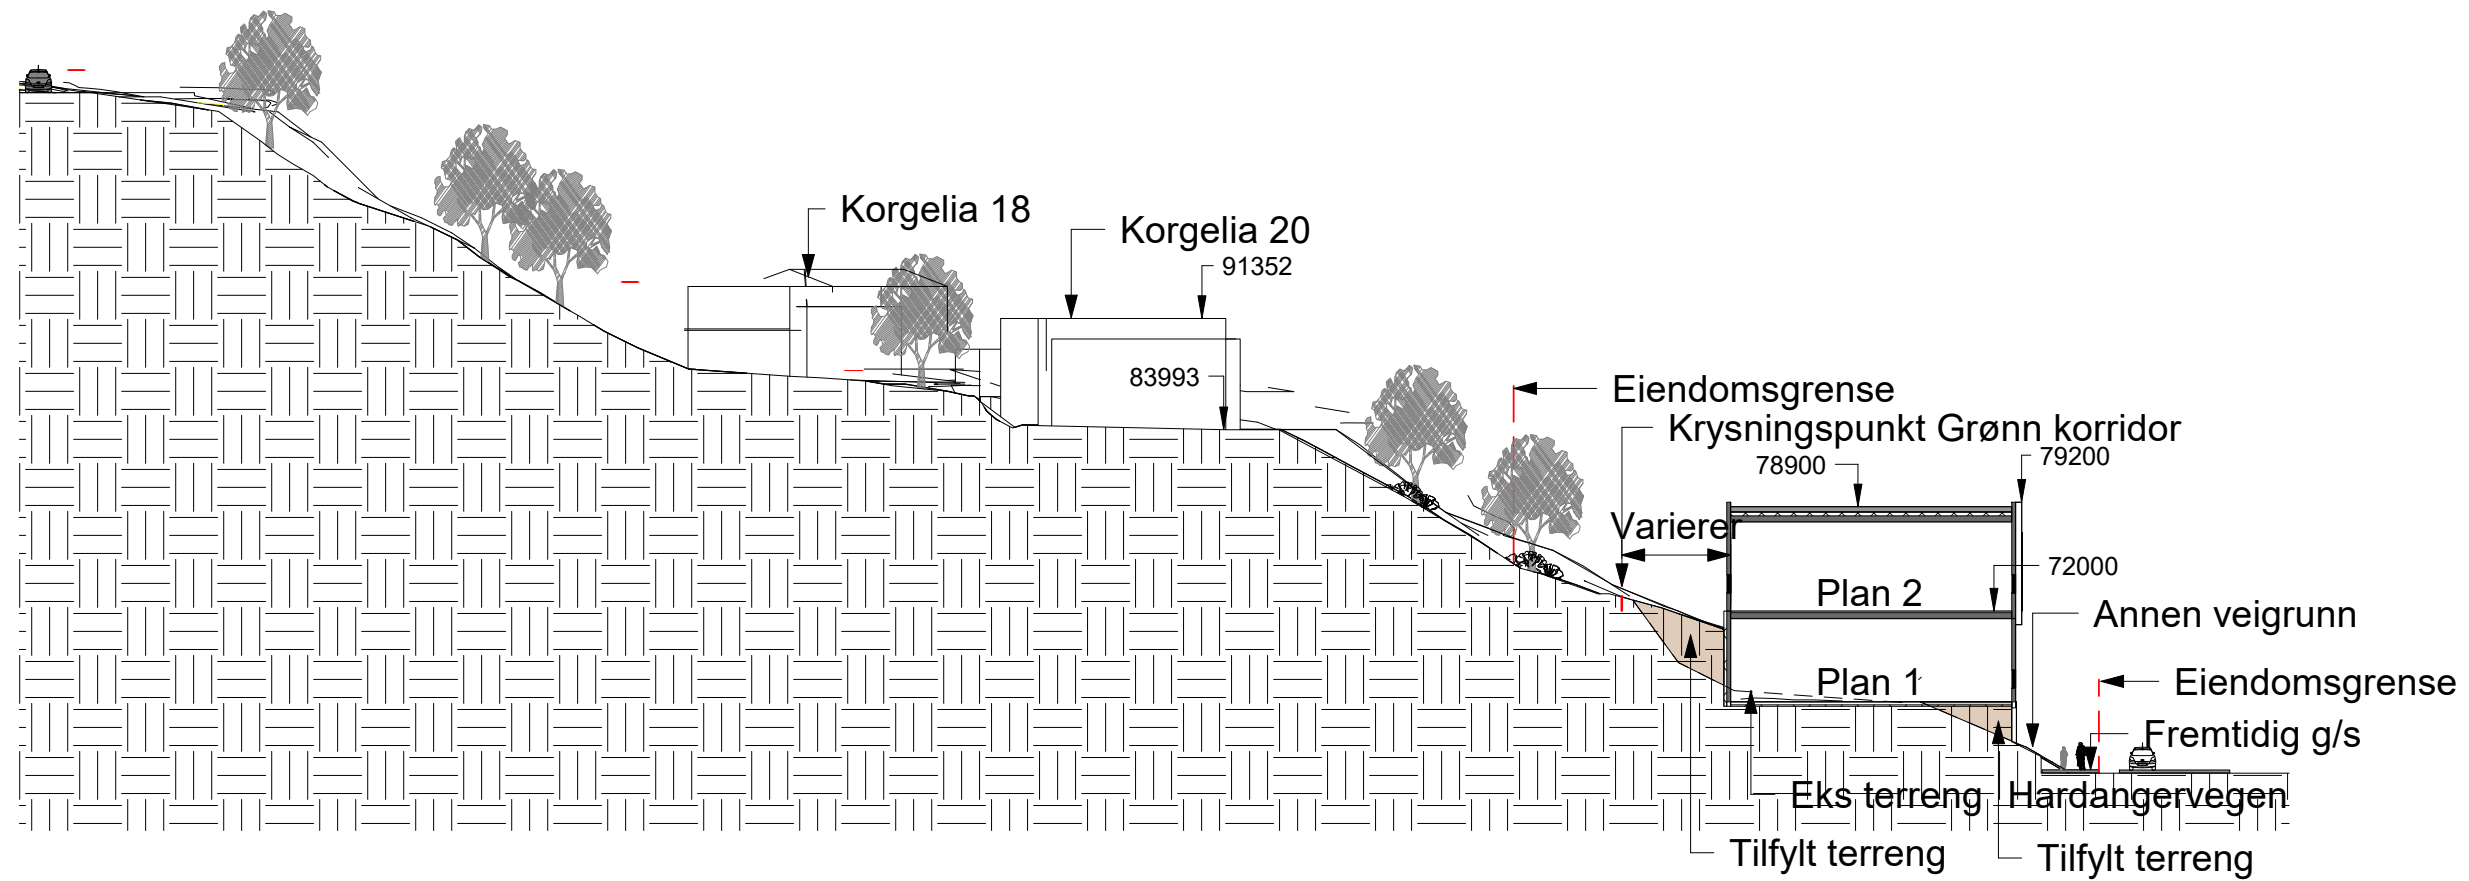 Korgelia 18
Korgelia 20
91352
83993
Eiendomsgrense
Krysningspunkt Grønn korridor
78900
79200
Varierer
72000
Plan 2
Annen veigrunn
Plan 1
Eiendomsgrense
Fremtidig g/s
Eks terreng
Hardangervegen
Tilfylt terreng
Tilfylt terreng